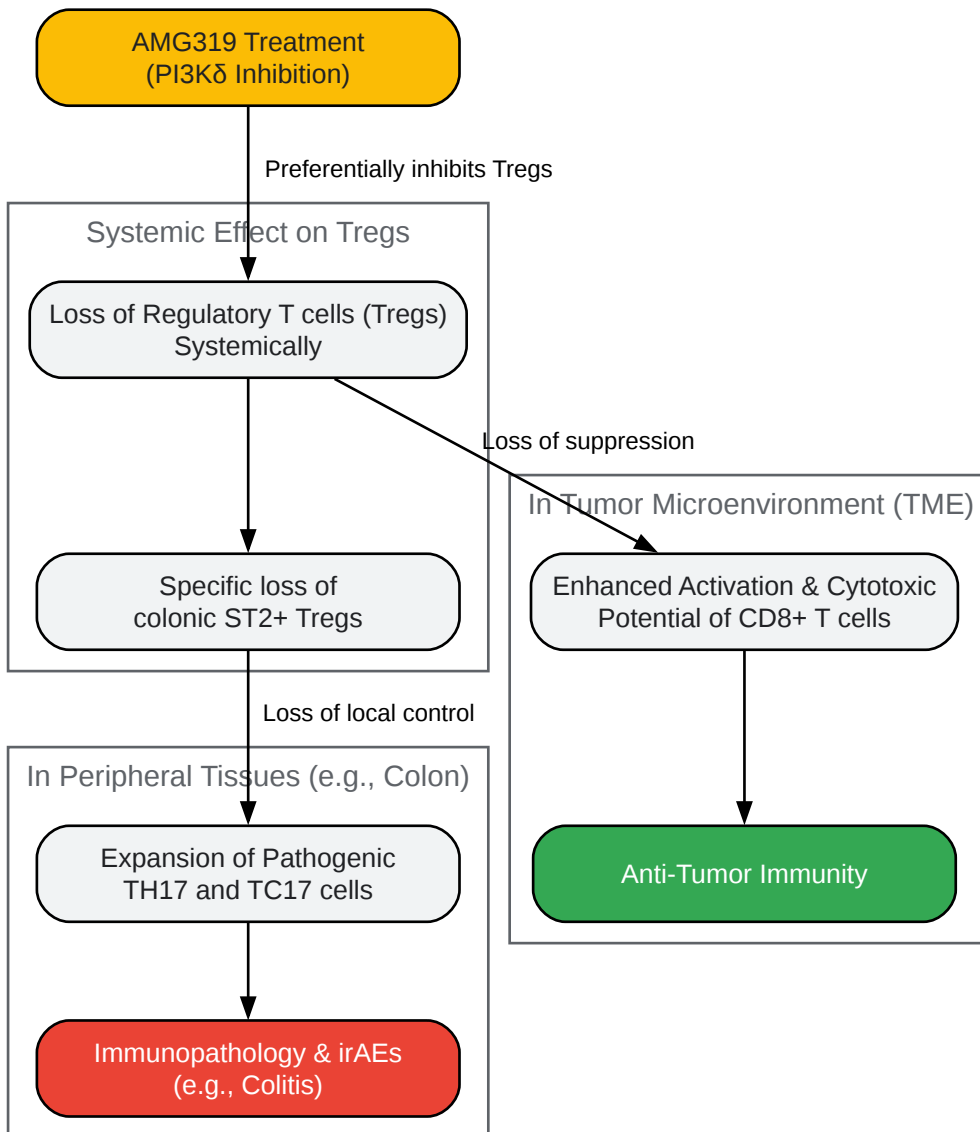 AMG319 Treatment
(PI3Kδ Inhibition)
Preferentially inhibits Tregs
Systemic Effect on Tregs
Loss of Regulatory T cells (Tregs)
Systemically
Loss of suppression
In Tumor Microenvironment (TME)
Specific loss of
colonic ST2+ Tregs
Enhanced Activation & Cytotoxic
Potential of CD8+ T cells
Loss of local control
In Peripheral Tissues (e.g., Colon)
Expansion of Pathogenic
TH17 and TC17 cells
Anti-Tumor Immunity
Immunopathology & irAEs
(e.g., Colitis)